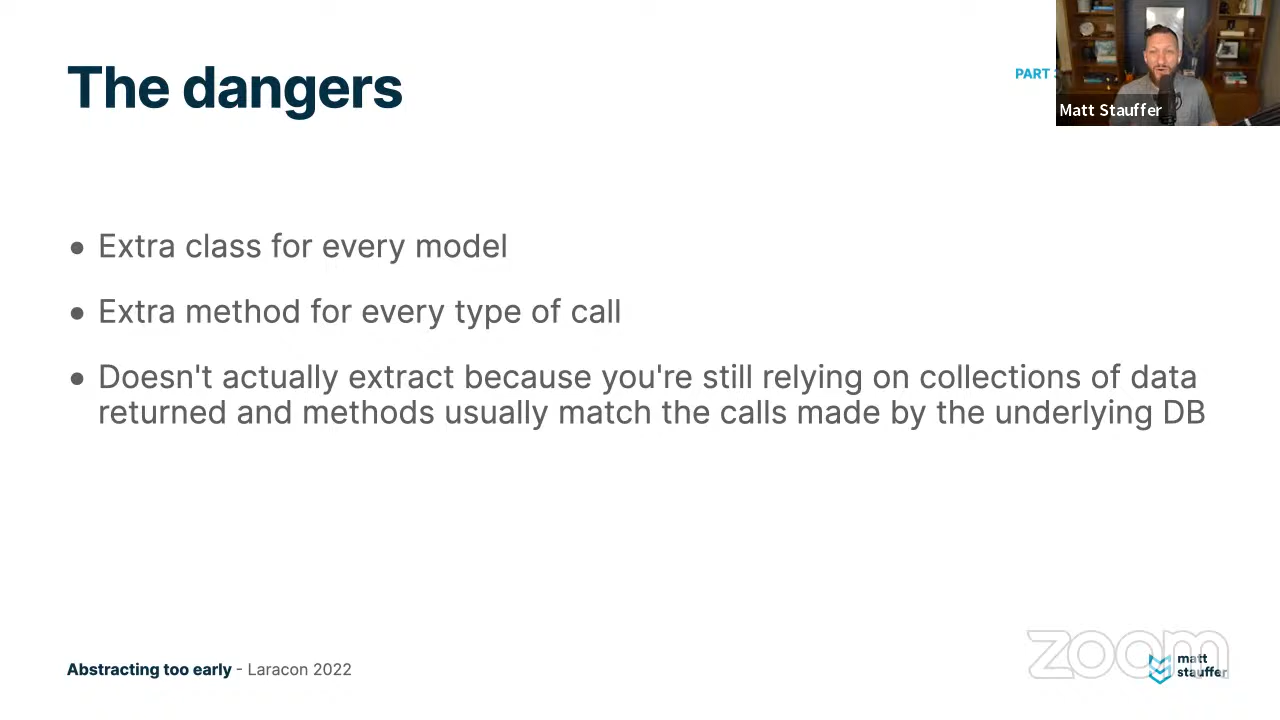 The dangers
PART
Matt Stauffer
• Extra class for every model
• Extra method for every type of call
• Doesn't actually extract because you're still relying on collections of data
returned and methods usually match the calls made by the underlying DB
Abstracting too early - Laracon 2022
zoom
matt
stauffer